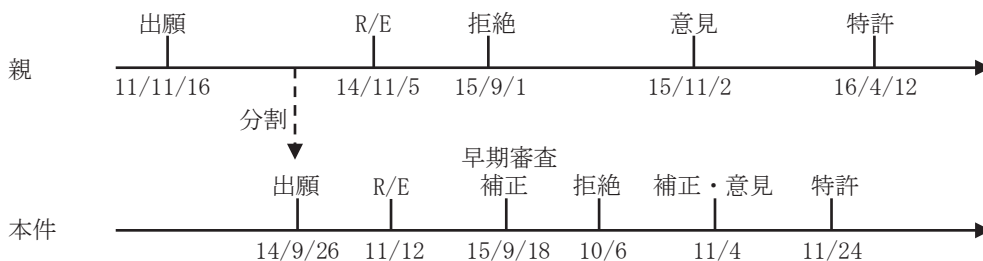 出願 R/E 拒絶 意見 特許
親
11/11/16 14/11/5 15/9/1 15/11/2 16/4/12
分割
早期審査
出願 R/E 補正 拒絶 補正・意見 特許
本件
14/9/26 11/12 15/9/18 10/6 11/4 11/24